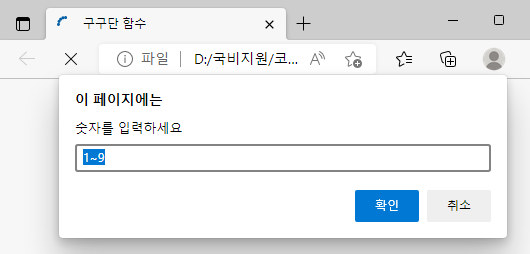 구구단 함수
파일 D:/국비지원/코...
이 페이지에는
숫자를 입력하세요
1~9
확인 취소